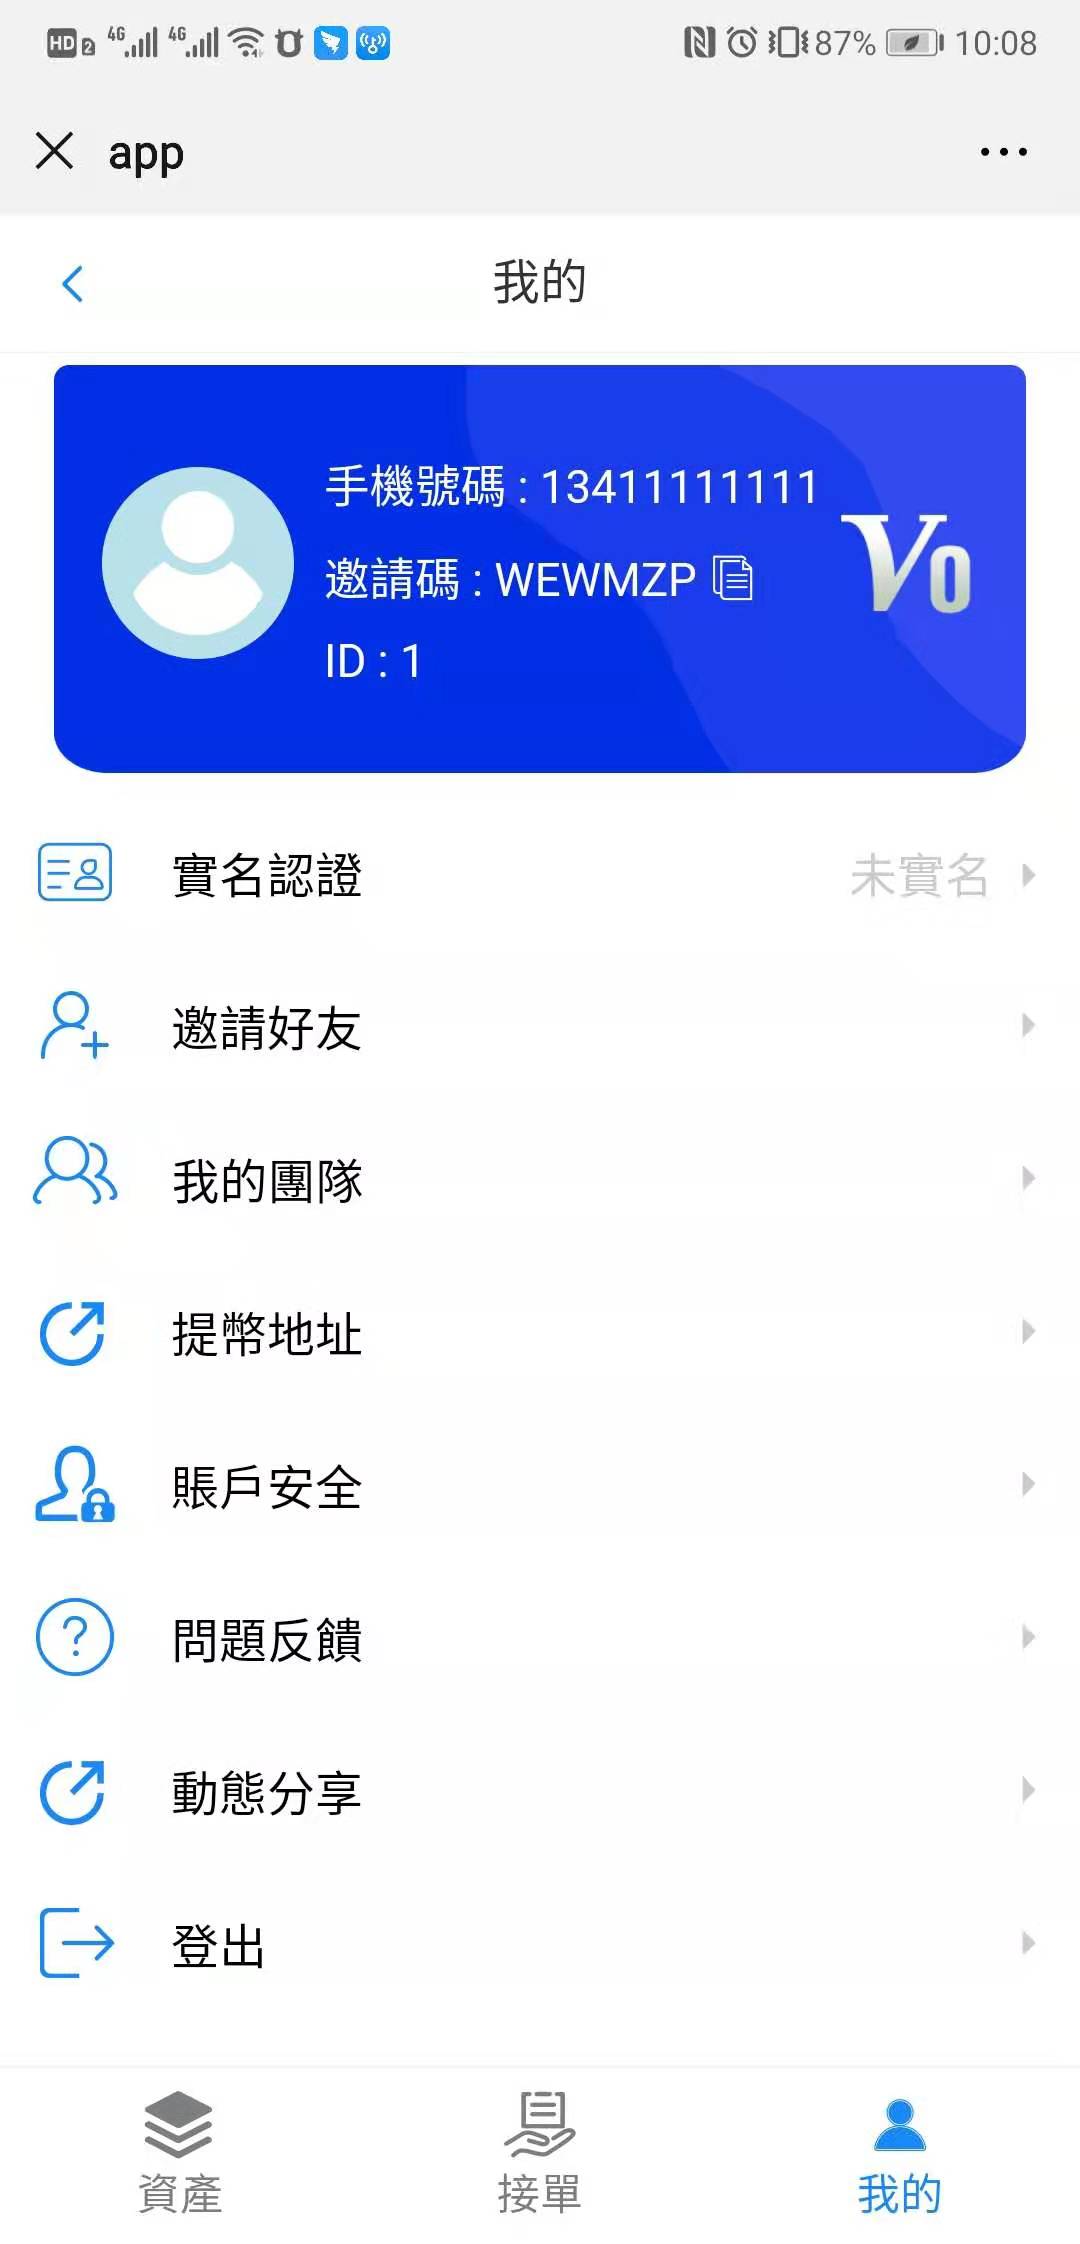 HD 2 4G 4G 87% 10:08
app
我的
手機號碼 : 13411111111
邀請碼 : WEWMZP
V0
ID : 1
實名認證 未實名
邀請好友
我的團隊
提幣地址
賬戶安全
問題反饋
動態分享
登出
資產 接單 我的